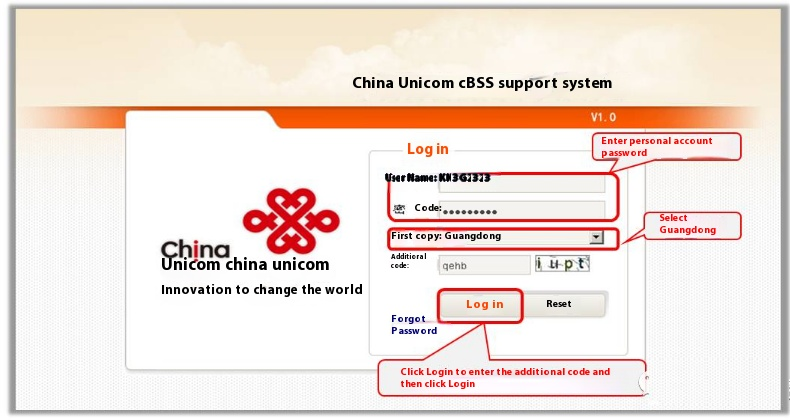 China Unicom cBSS support system
V1.0
Log in
Enter personal account
password
User Name:
Code:
Select
Guangdong
First copy: Guangdong
China
Unicom china unicom
Additional
code:
qehb
Innovation to change the world
Log in
Reset
Forgot
Password
Click Login to enter the additional code and
then click Login